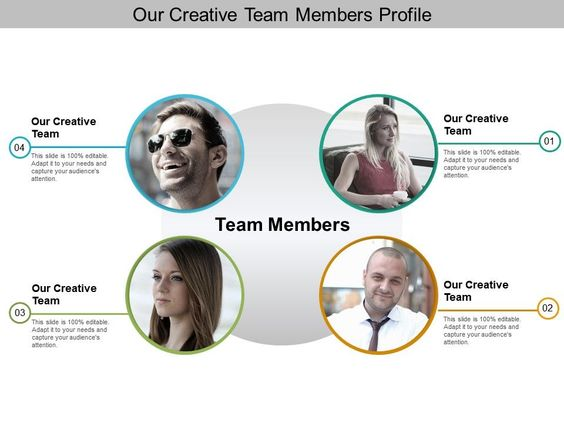 Our Creative Team Members Profile
Our Creative
Team
04
This slide is 100% editable.
Adapt it to your needs and
capture your audience's
attention.
Our Creative
Team
01
This slide is 100% editable.
Adapt it to your needs and
capture your audience's
attention.
Team Members
Our Creative
Team
03
This slide is 100% editable.
Adapt it to your needs and
capture your audience's
attention.
Our Creative
Team
02
This slide is 100% editable.
Adapt it to your needs and
capture your audience's
attention.